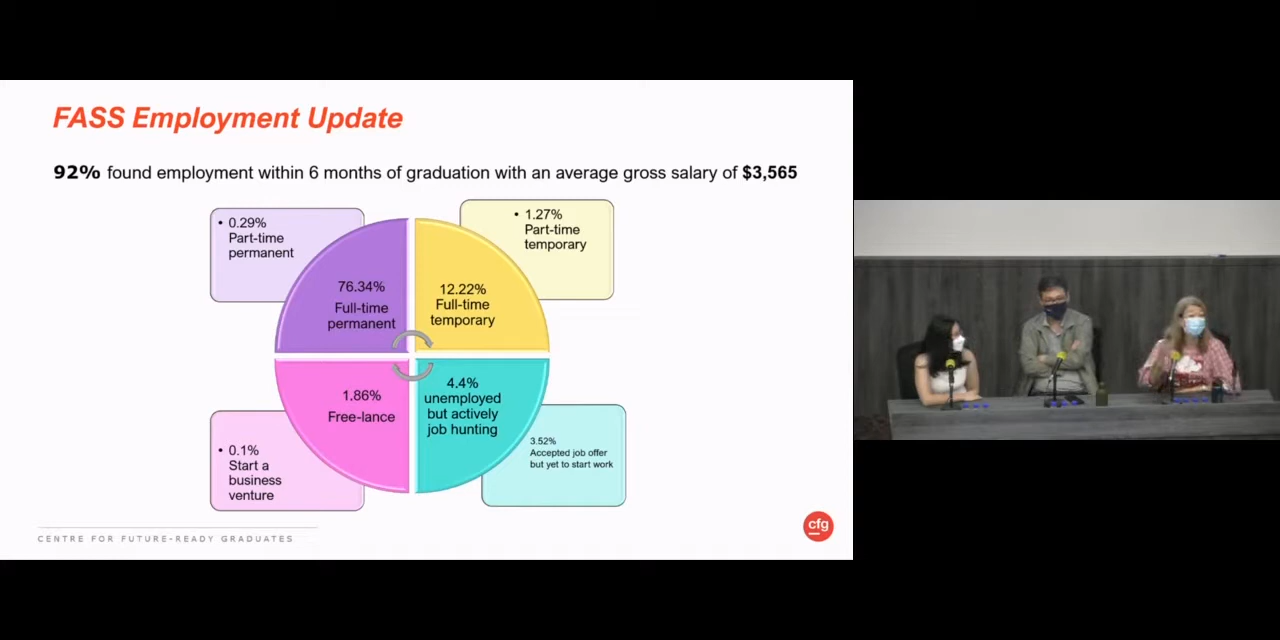 FASS Employment Update
92% found employment within 6 months of graduation with an average gross salary of $3,565
• 0.29%
Part-time
permanent
• 1.27%
Part-time
temporary
76.34%
Full-time
permanent
12.22%
Full-time
temporary
1.86%
Free-lance
4.4%
unemployed
but actively
job hunting
• 0.1%
Start a
business
venture
3.52%
Accepted job offer
but yet to start work
CENTRE FOR FUTURE-READY GRADUATES
cfg